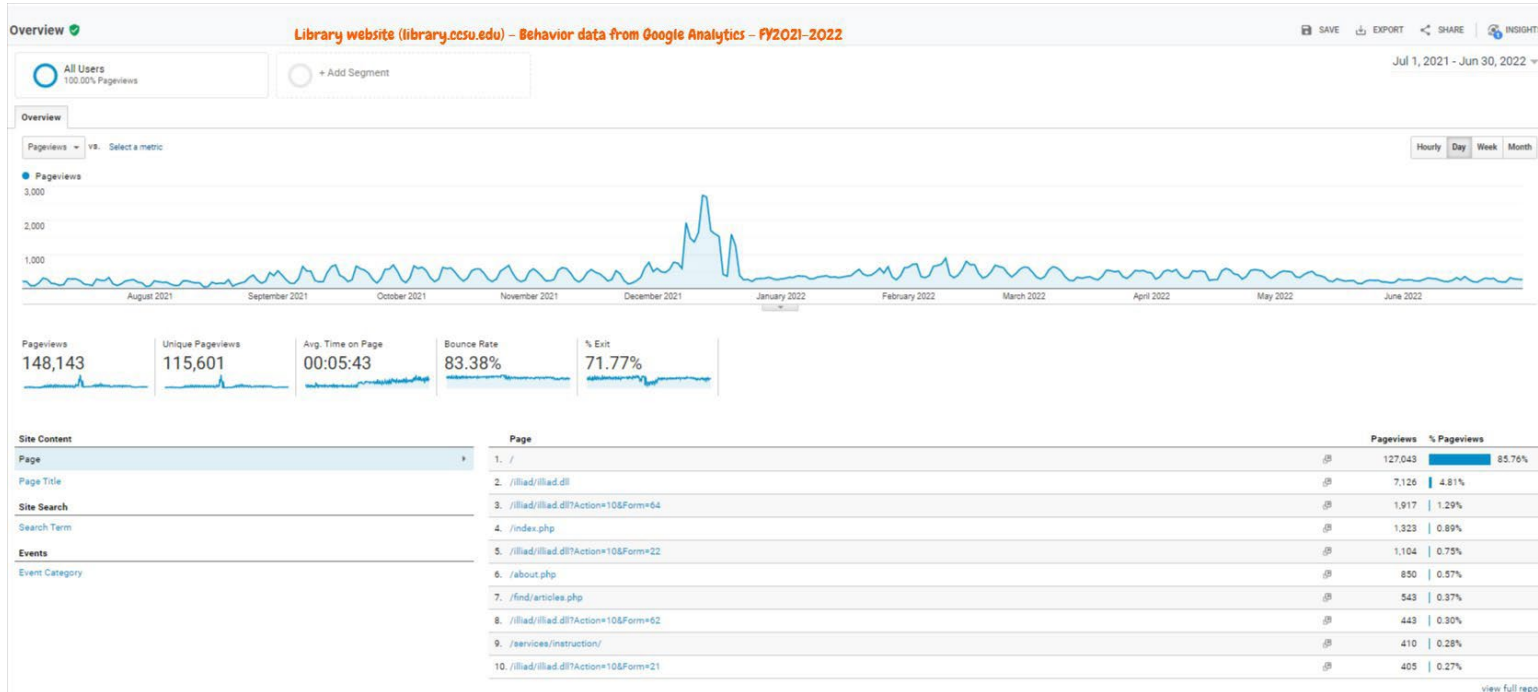 Overview
Library website (library.ccsu.edu) – Behavior data from Google Analytics – FY2021-2022
SAVE EXPORT SHARE INSIGHTS
All Users
100.00% Pageviews
+ Add Segment
Jul 1, 2021 - Jun 30, 2022
Overview
Pageviews VS. Select a metric
Hourly Day Week Month
Pageviews
3,000
2,000
1,000
August 2021 September 2021 October 2021 November 2021 December 2021 January 2022 February 2022 March 2022 April 2022 May 2022 June 2022
Pageviews Unique Pageviews Avg. Time on Page Bounce Rate % Exit
148,143 115,601 00:05:43 83.38% 71.77%
Site Content
Page
Page Title
Site Search
Search Term
Events
Event Category
Page Pageviews % Pageviews
1. / 127,043 85.76%
2. /illiad/illiad.dll 7,126 4.81%
3. /illiad/illiad.dll?Action=10&Form=64 1,917 1.29%
4. /index.php 1,323 0.89%
5. /illiad/illiad.dll?Action=10&Form=22 1,104 0.75%
6. /about.php 850 0.57%
7. /find/articles.php 543 0.37%
8. /illiad/illiad.dll?Action=10&Form=62 443 0.30%
9. /services/instruction/ 410 0.28%
10. /illiad/illiad.dll?Action=10&Form=21 405 0.27%
view full repo